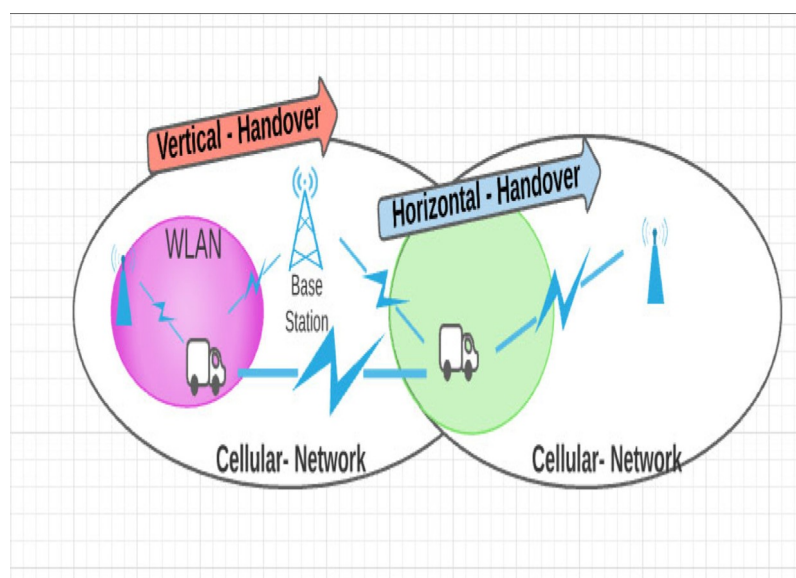 Vertical - Handover
Horizontal - Handover
WLAN
Base
Station
Cellular- Network
Cellular- Network